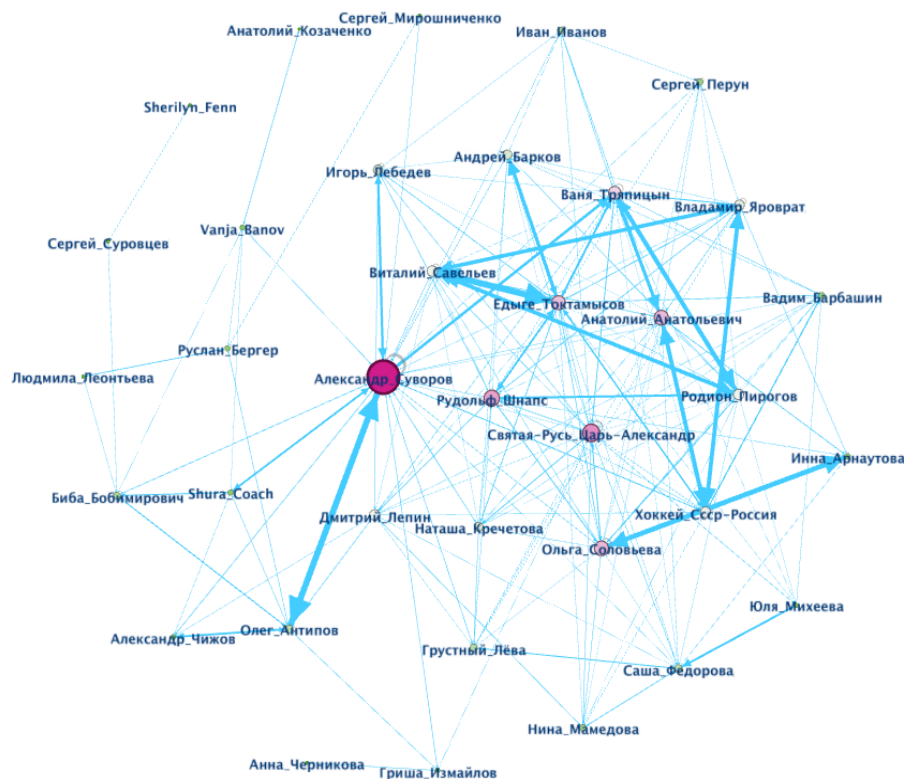 Сергей_Мирошниченко
Анатолий_Козаченко
Иван_Иванов
Сергей_Перун
Sherilyn_Fenn
Андрей_Барков
Игорь_Лебедев
Ваня_Тряпицын
Владамир_Яроврат
Vanja_Banov
Сергей_Суровцев
Виталий_Савельев
Едыге_Токтамысов
Вадим_Барбашин
Анатолий_Анатольевич
Руслан_Бергер
Людмила_Леонтьева
Александр_Суворов
Рудольф_Шнапс
Родион_Пирогов
Святая-Русь_Царь-Александр
Инна_Арнаутова
Биба_Бобимирович
Shura_Coach
Дмитрий_Лепин
Наташа_Кречетова
Хоккей_Ссср-Россия
Ольга_Соловьева
Юля_Михеева
Александр_Чижов
Олег_Антипов
Грустный_Лёва
Саша_Федорова
Нина_Мамедова
Анна_Черникова
Гриша_Измайлов